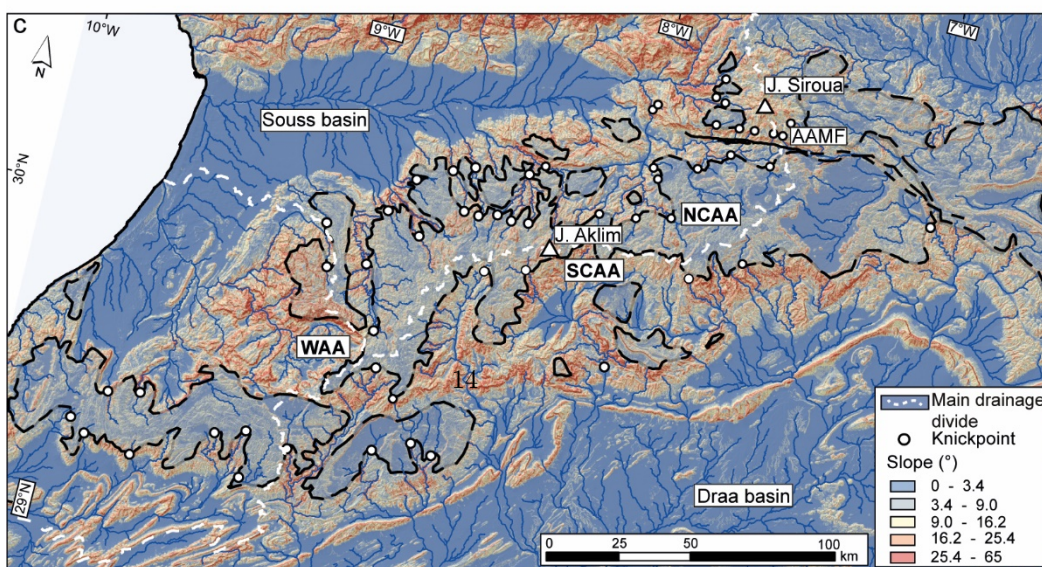 C
10°W
9°W
8°W
7°W
N
J. Siroua
Souss basin
AAMF
30°N
NCAA
J. Aklim
SCAA
WAA
14
Main drainage
divide
Knickpoint
Slope (°)
0 - 3.4
3.4 - 9.0
9.0 - 16.2
16.2 - 25.4
25.4 - 65
29°N
Draa basin
0 25 50 100
km